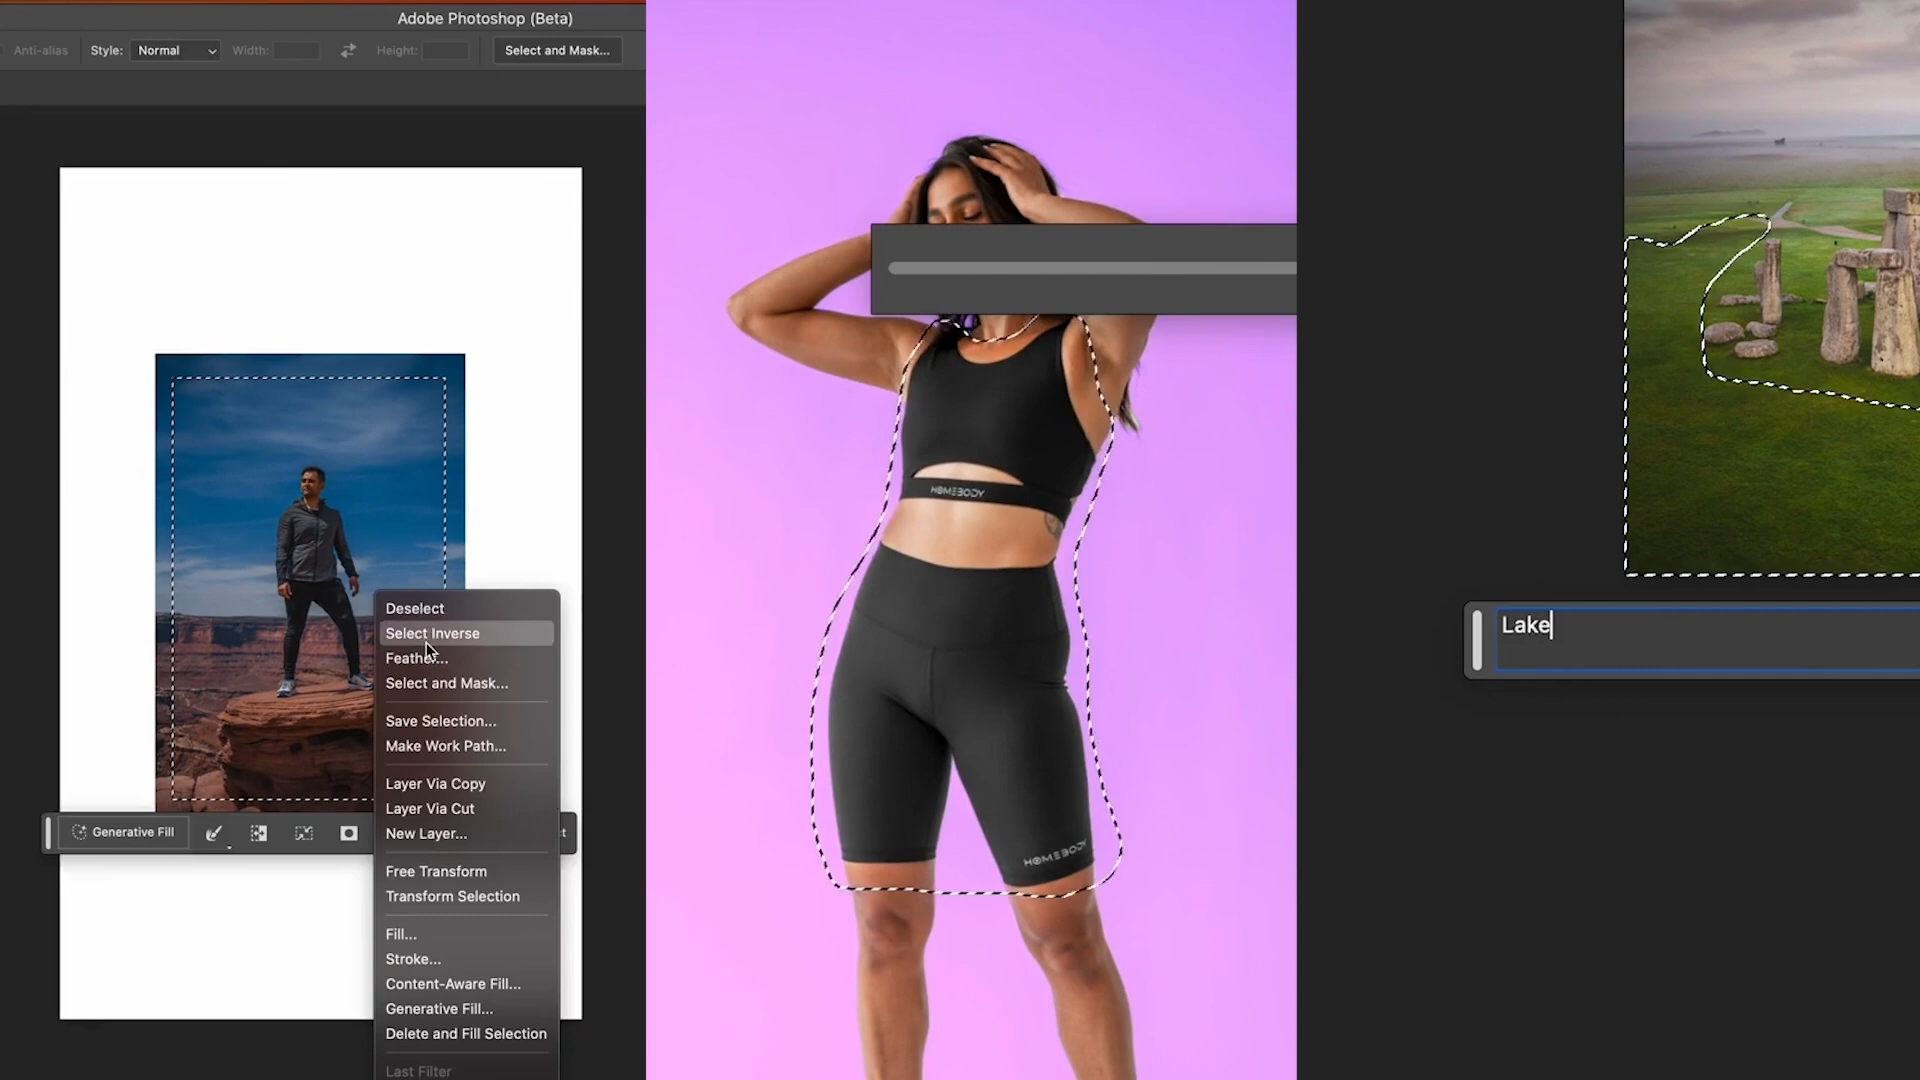 Adobe Photoshop (Beta)
Anti-alias Style: Normal Width: Height: Select and Mask...
Deselect
Select Inverse
Select and Mask...
Save Selection...
Make Work Path...
Layer Via Copy
Layer Via Cut
New Layer...
Free Transform
Transform Selection
Fill...
Stroke...
Content-Aware Fill...
Generative Fill...
Delete and Fill Selection
Last Filter
Generative Fill
HOMEBODY
HOMEBODY
Lake